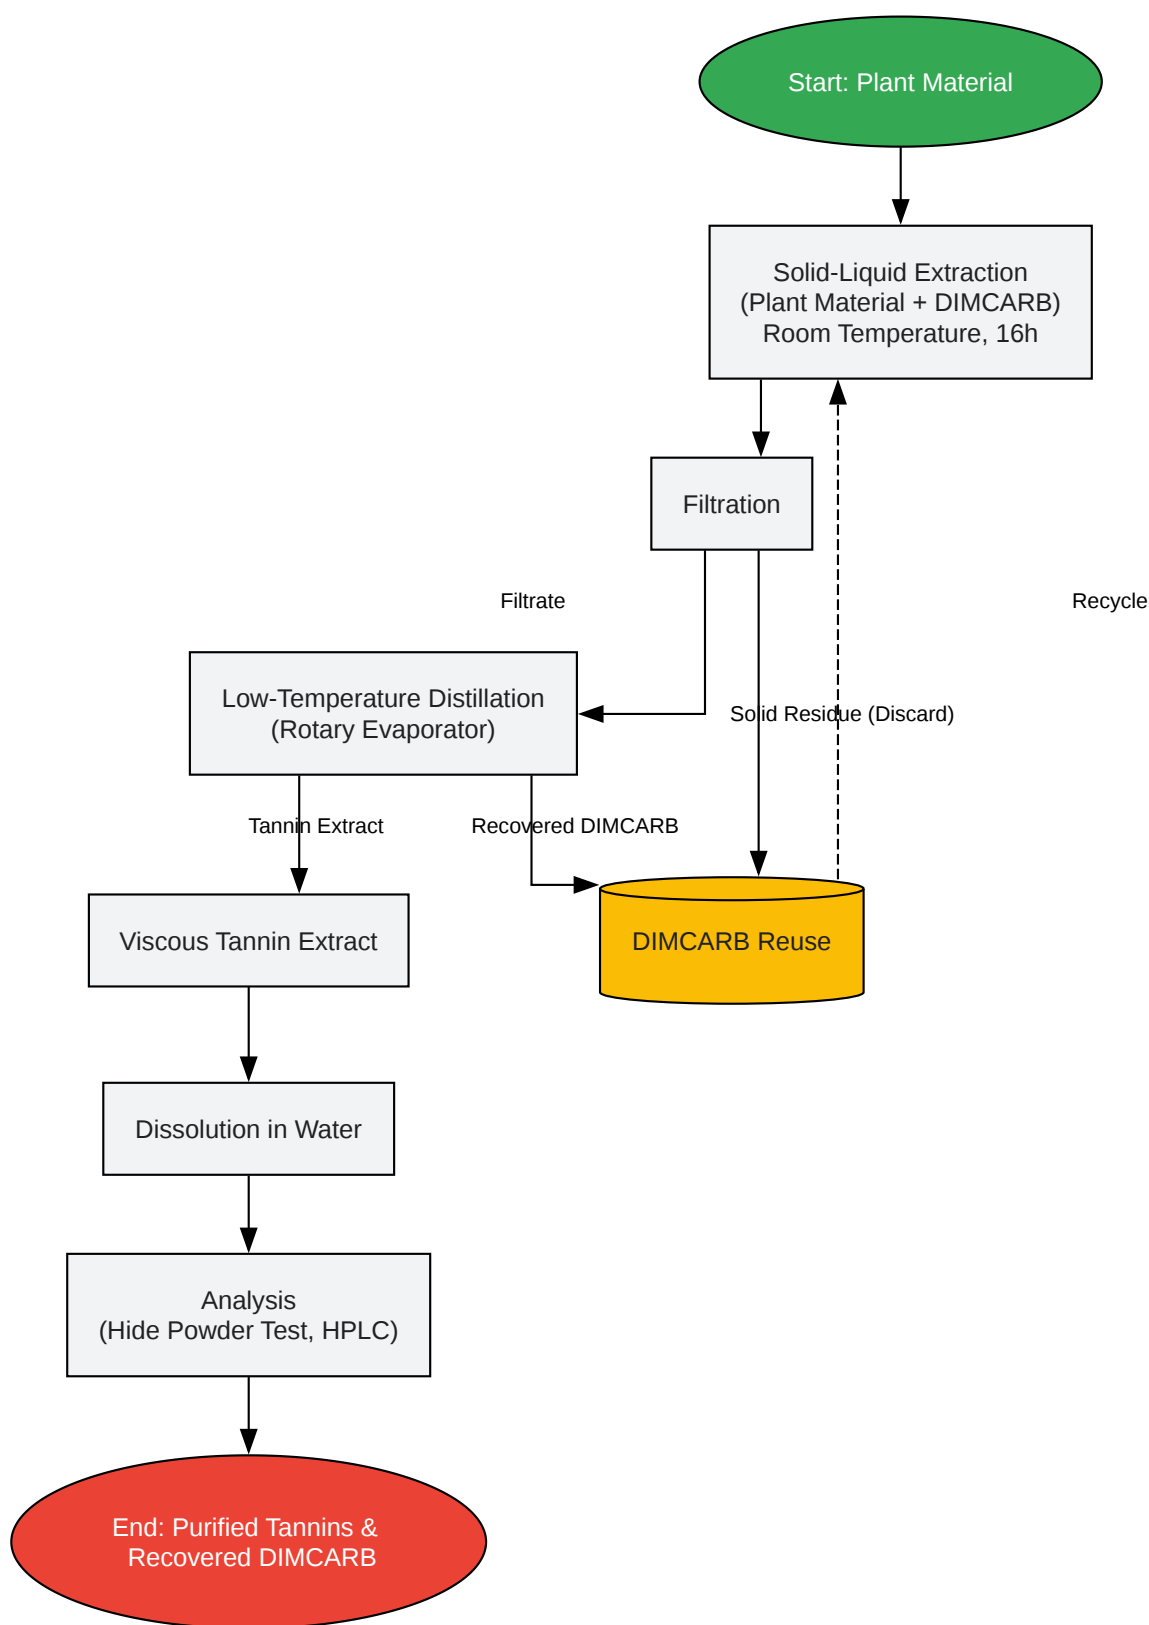 Start: Plant Material
Solid-Liquid Extraction
(Plant Material + DIMCARB)
Room Temperature, 16h
Filtration
Filtrate
Recycle
Low-Temperature Distillation
(Rotary Evaporator)
Solid Residue (Discard)
Tannin Extract
Recovered DIMCARB
Viscous Tannin Extract
DIMCARB Reuse
Dissolution in Water
Analysis
(Hide Powder Test, HPLC)
End: Purified Tannins &
Recovered DIMCARB